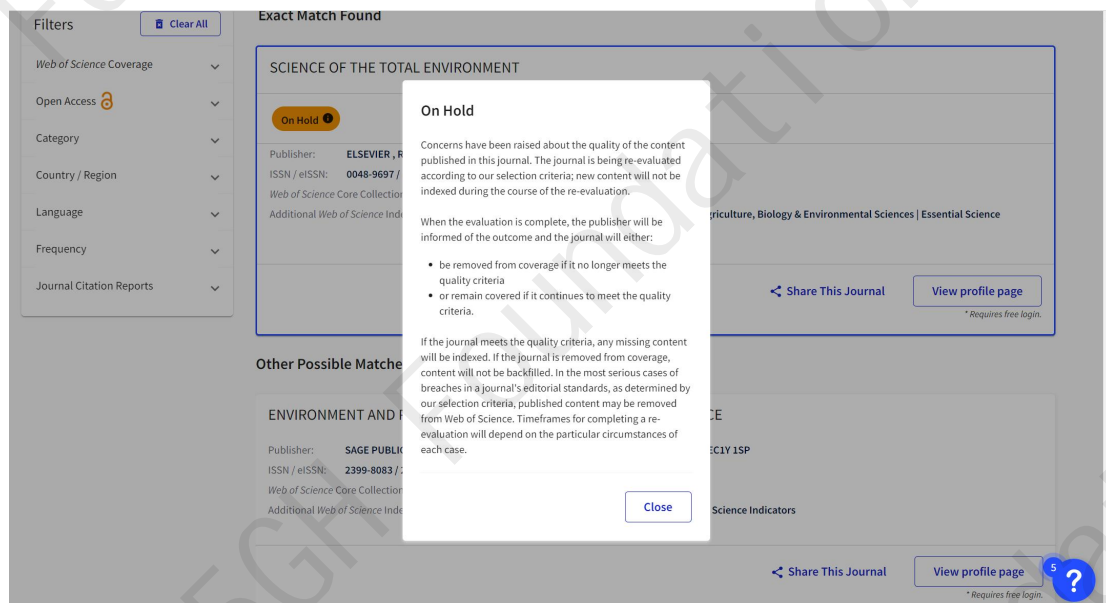 Filters
Clear All
Exact Match Found
Web of Science Coverage
Open Access
Category
Country / Region
Language
Frequency
Journal Citation Reports
SCIENCE OF THE TOTAL ENVIRONMENT
On Hold
Publisher: ELSEVIER , R
ISSN / eISSN: 0048-9697 /
Web of Science Core Collection
Additional Web of Science Inde
griculture, Biology & Environmental Sciences | Essential Science
Share This Journal
View profile page
* Requires free login.
On Hold
Concerns have been raised about the quality of the content
published in this journal. The journal is being re-evaluated
according to our selection criteria; new content will not be
indexed during the course of the re-evaluation.
When the evaluation is complete, the publisher will be
informed of the outcome and the journal will either:
• be removed from coverage if it no longer meets the
quality criteria
• or remain covered if it continues to meet the quality
criteria.
If the journal meets the quality criteria, any missing content
will be indexed. If the journal is removed from coverage,
content will not be backfilled. In the most serious cases of
breaches in a journal's editorial standards, as determined by
our selection criteria, published content may be removed
from Web of Science. Timeframes for completing a re-
evaluation will depend on the particular circumstances of
each case.
Close
Other Possible Matche
ENVIRONMENT AND
CE
Publisher: SAGE PUBLI
EC1Y 1SP
ISSN / eISSN: 2399-8083 /
Web of Science Core Collection
Additional Web of Science Inde
Science Indicators
Share This Journal
View profile page
* Requires free login.
5
?
5GH Foundation